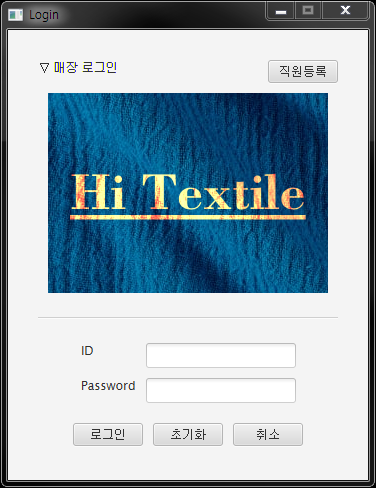 Login
▽ 매장 로그인
직원등록
Hi Textile
ID
Password
로그인 초기화 취소